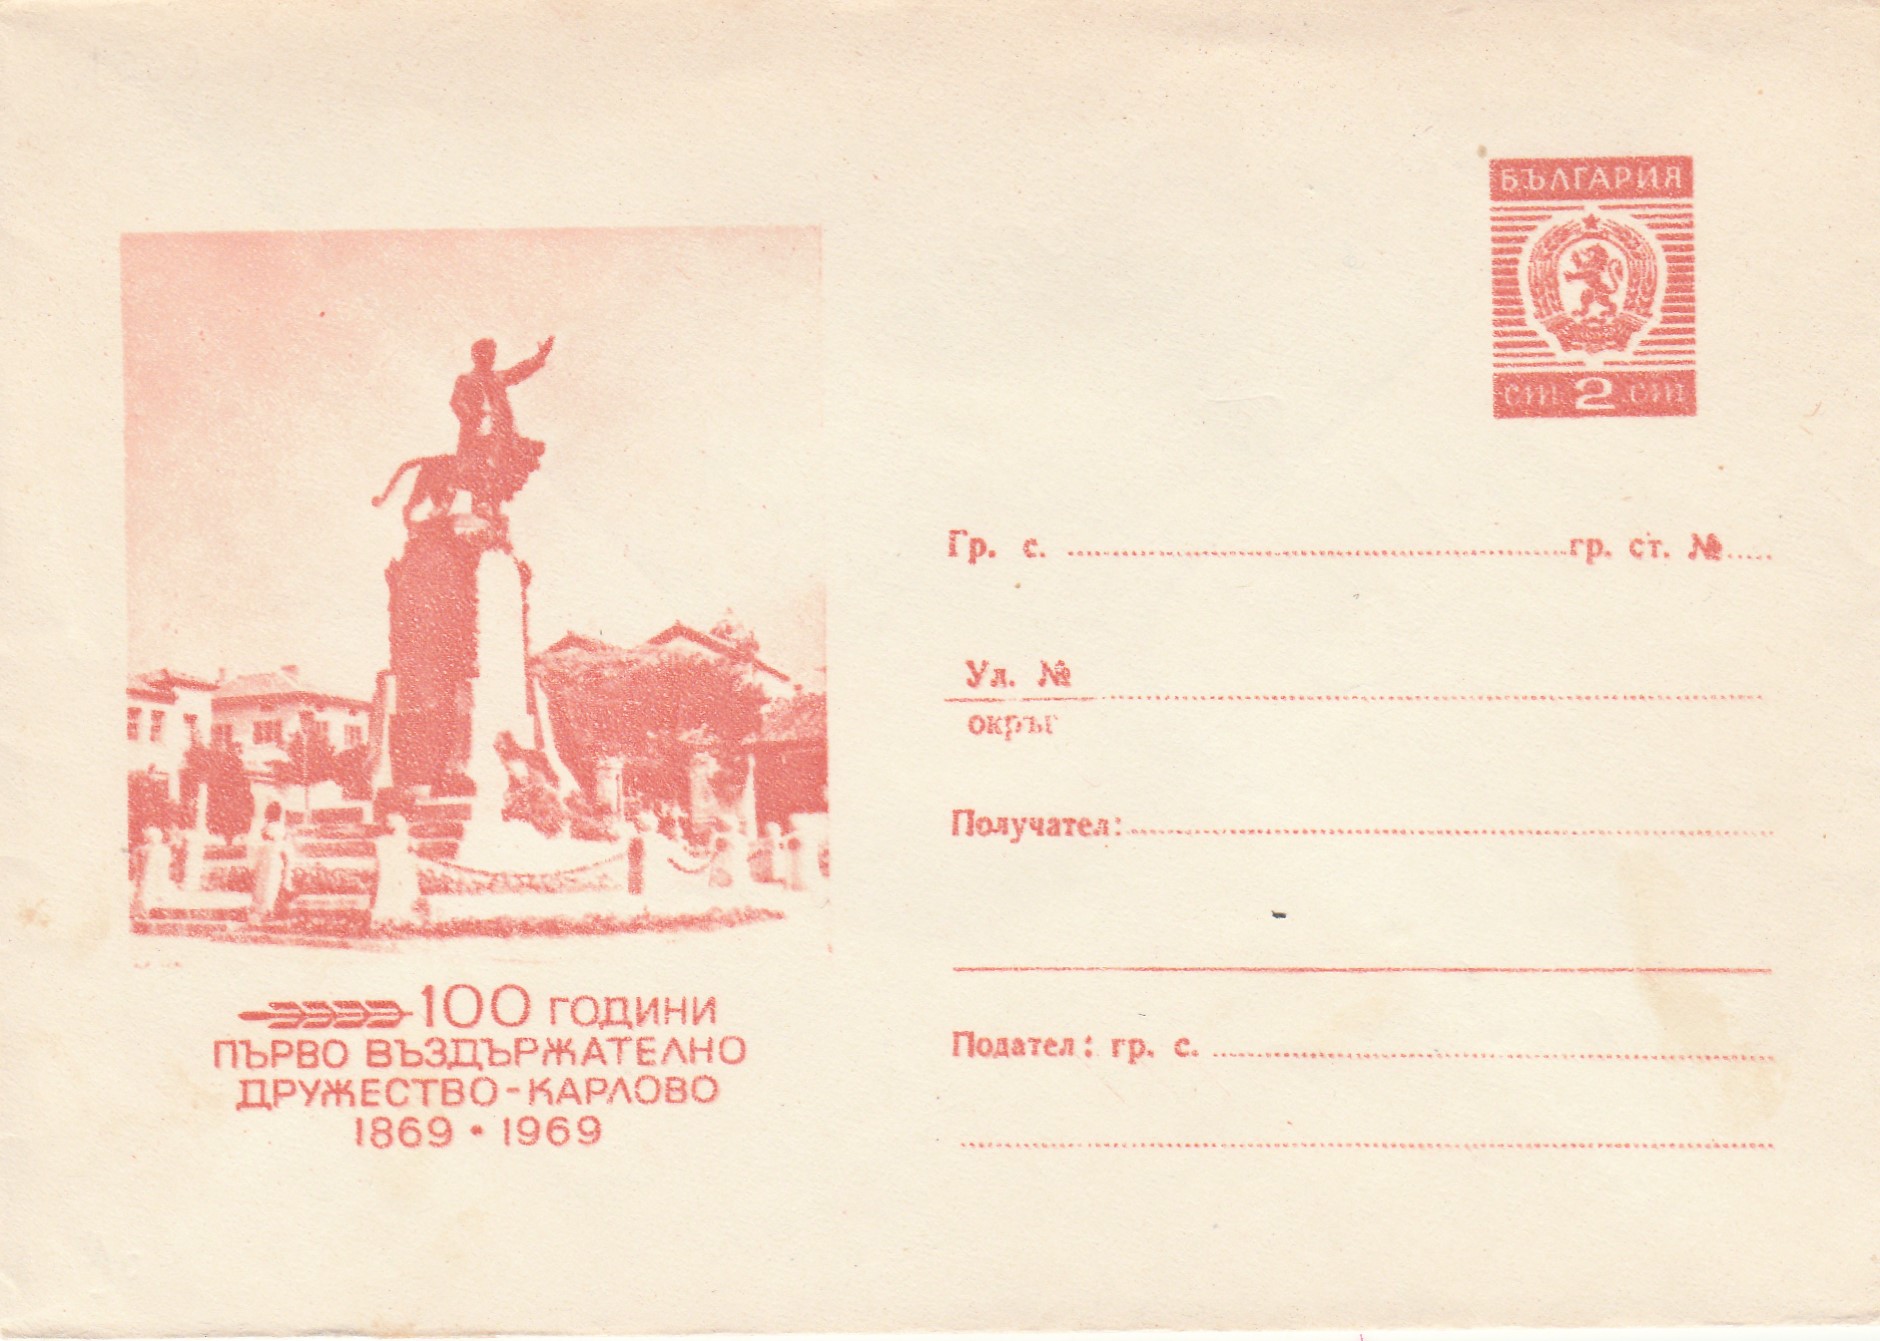 БЪЛГАРИЯ
ст. 2 ст.
Гр. с. гр. ст. №
Ул. №
окръг
Получател:
Подател: гр. с.
100 ГОДИНИ
ПЪРВО ВЪЗДЪРЖАТЕЛНО
ДРУЖЕСТВО-КАРЛОВО
1869 • 1969